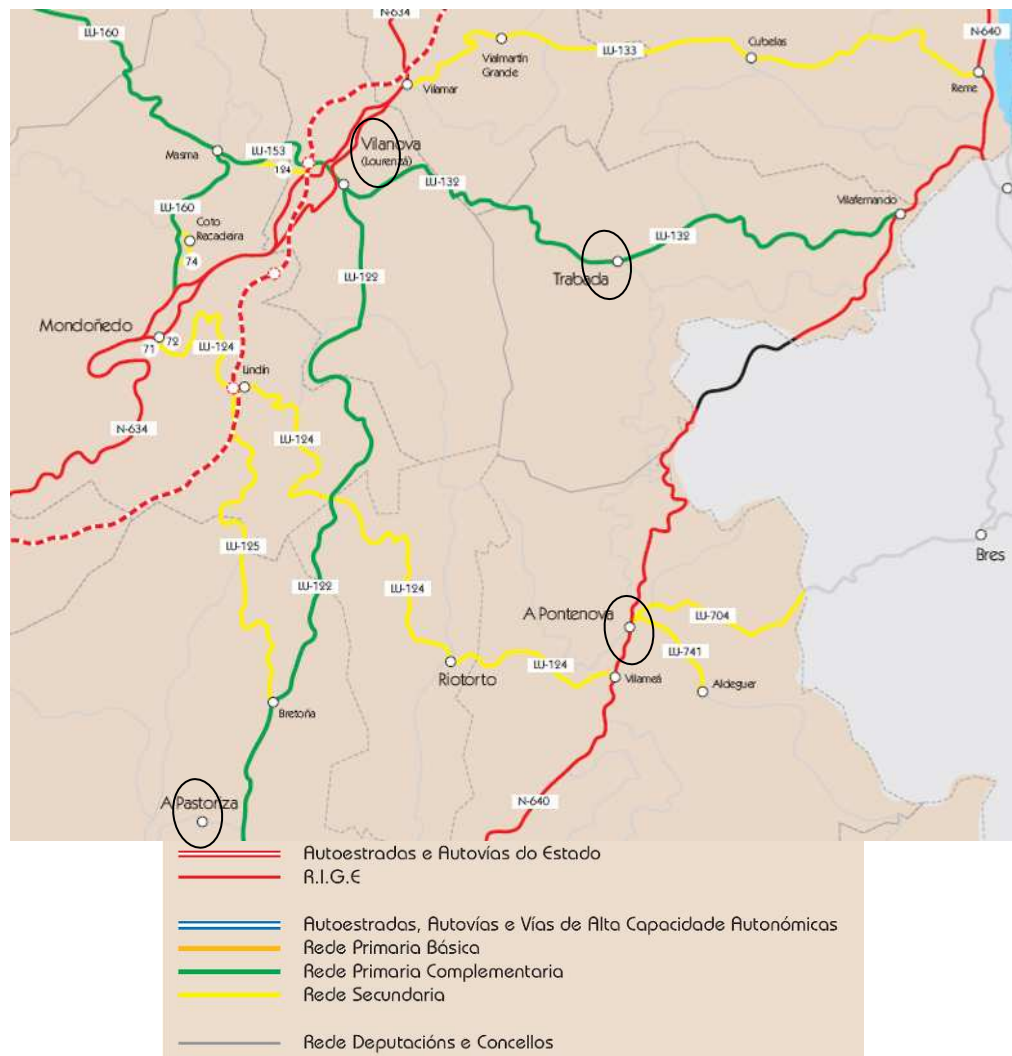 N-634
LU-160
N-640
LU-133
Cubelas
Vialmartín
Grande
Vilamar
Reme
Masma
LU-153
124
Vilanova
(Lourenzá)
LU-132
LU-160
Coto
Recadeira
74
LU-122
LU-132
Vilafernando
Trabada
Mondoñedo
71
72
LU-124
Lindín
N-634
LU-124
LU-125
LU-122
LU-124
Bres
A Pontenova
LU-704
LU-741
LU-124
Riotorto
Vilameá
Aldeguer
Bretoña
N-640
A Pastoriza
Autoestradas e Autovías do Estado
R.I.G.E
Autoestradas, Autovías e Vías de Alta Capacidade Autonómicas
Rede Primaria Básica
Rede Primaria Complementaria
Rede Secundaria
Rede Deputacións e Concellos